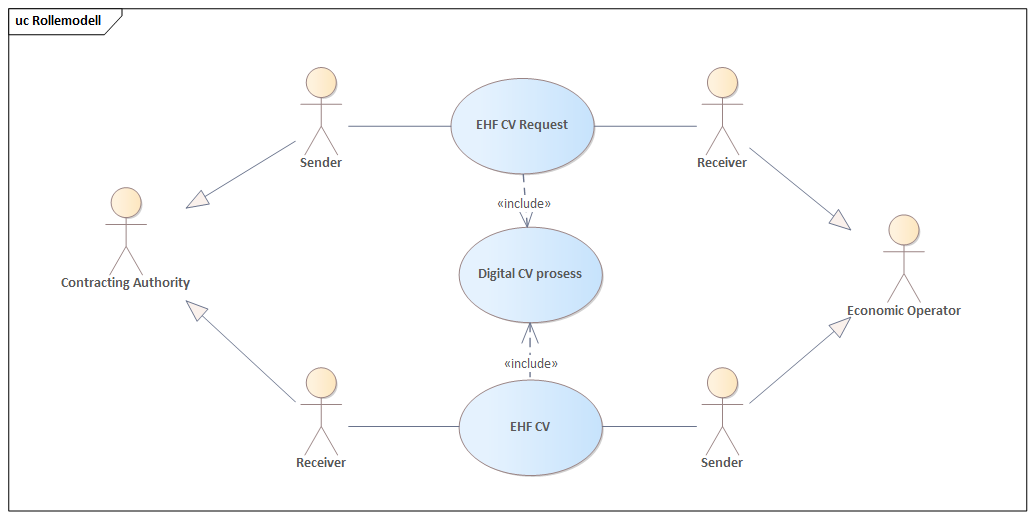 uc Rollemodell
EHF CV Request
Sender
Receiver
«include»
Digital CV prosess
Contracting Authority
Economic Operator
«include»
EHF CV
Receiver
Sender